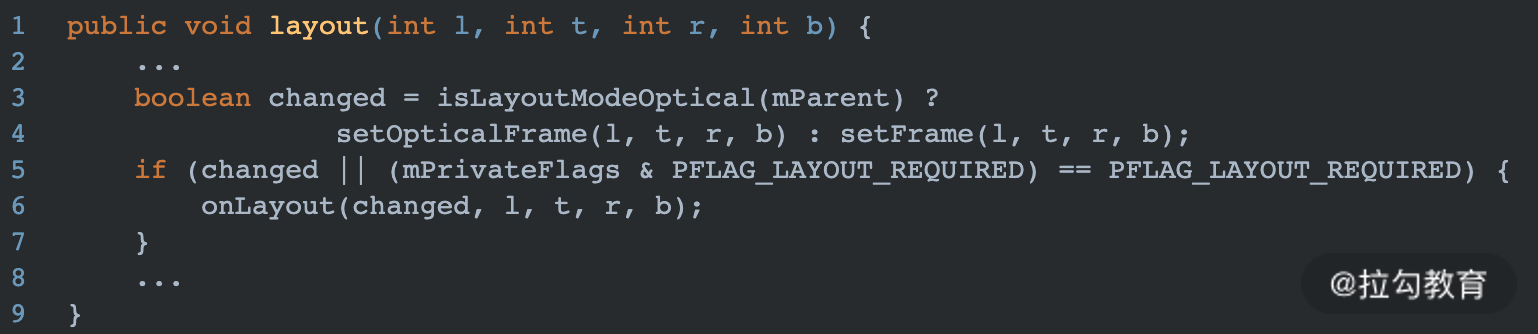 1 public void layout(int l, int t, int r, int b) {
2 ...
3 boolean changed = isLayoutModeOptical(mParent) ?
4 setOpticalFrame(l, t, r, b) : setFrame(l, t, r, b);
5 if (changed || (mPrivateFlags & PFLAG_LAYOUT_REQUIRED) == PFLAG_LAYOUT_REQUIRED) {
6 onLayout(changed, l, t, r, b);
7 }
8 ...
9 }
@拉勾教育